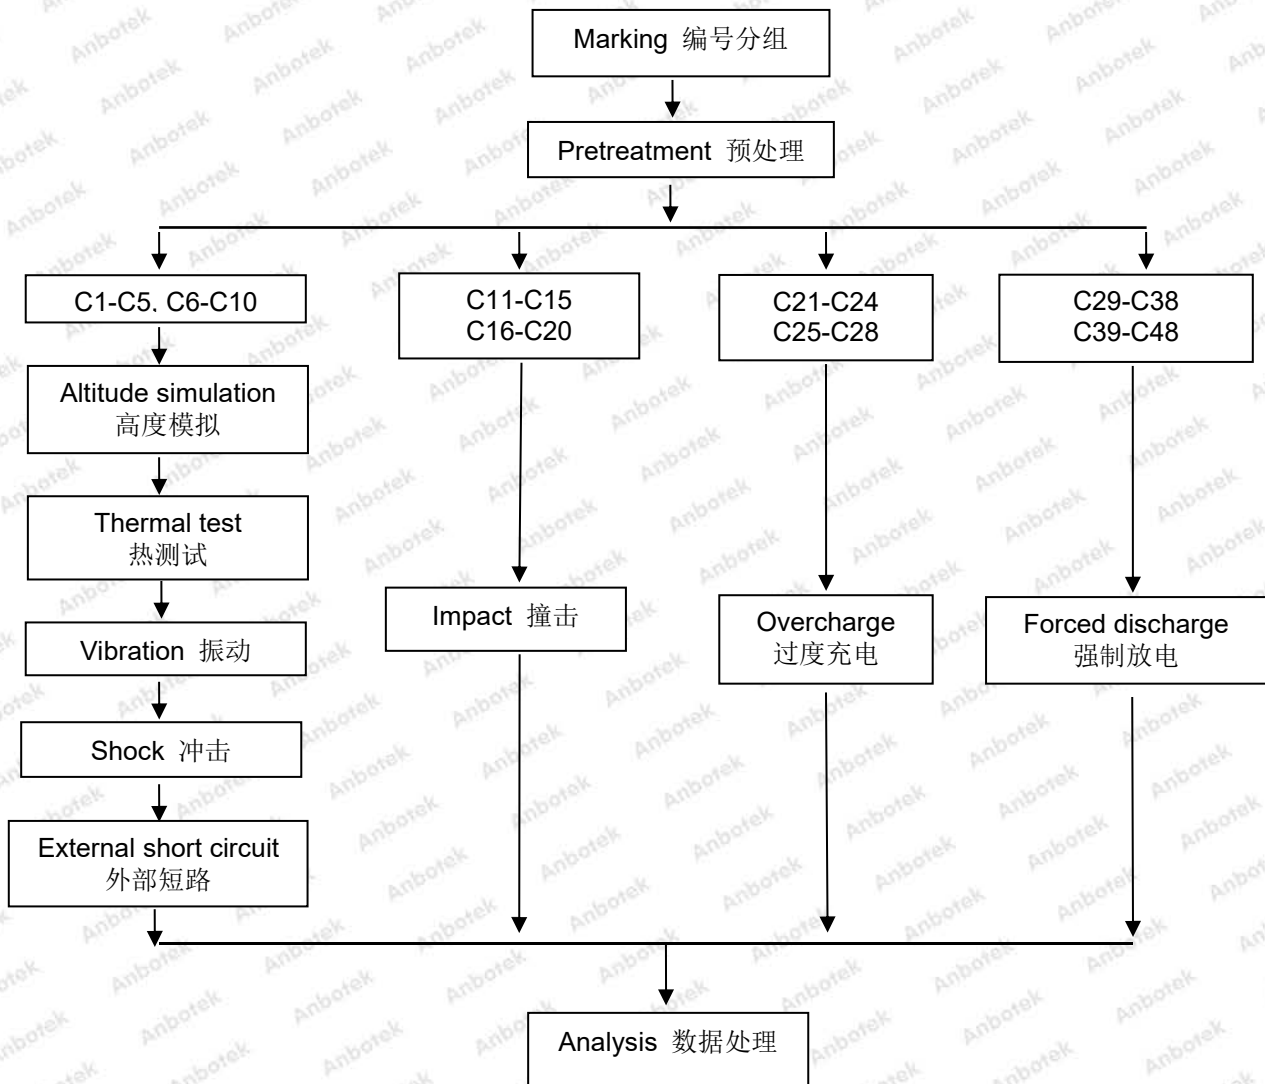 Marking 编号分组
Pretreatment 预处理
C1-C5, C6-C10
C11-C15
C16-C20
C21-C24
C25-C28
C29-C38
C39-C48
Altitude simulation
高度模拟
Thermal test
热测试
Vibration 振动
Shock 冲击
External short circuit
外部短路
Impact 撞击
Overcharge
过度充电
Forced discharge
强制放电
Analysis 数据处理
Anbotek